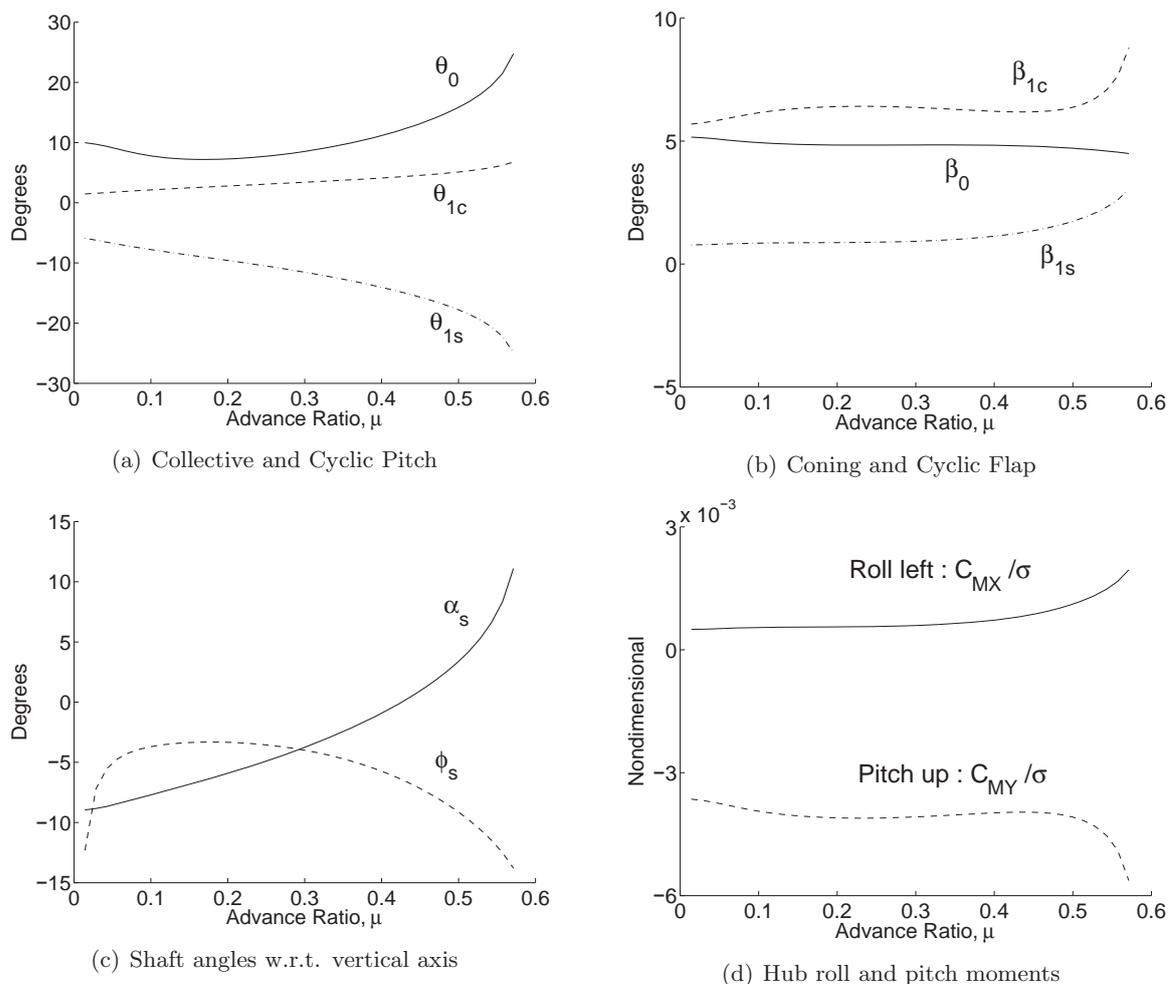 30
20
10
0
−10
−20
−30
Degrees
θ0
θ1c
θ1s
0 0.1 0.2 0.3 0.4 0.5 0.6
Advance Ratio, μ
(a) Collective and Cyclic Pitch
10
5
0
−5
Degrees
β1c
β0
β1s
0 0.1 0.2 0.3 0.4 0.5 0.6
Advance Ratio, μ
(b) Coning and Cyclic Flap
15
10
5
0
−5
−10
−15
Degrees
αs
ϕs
0 0.1 0.2 0.3 0.4 0.5 0.6
Advance Ratio, μ
(c) Shaft angles w.r.t. vertical axis
x 10−3
3
0
−3
−6
Nondimensional
Roll left : CMX /σ
Pitch up : CMY /σ
0 0.1 0.2 0.3 0.4 0.5 0.6
Advance Ratio, μ
(d) Hub roll and pitch moments